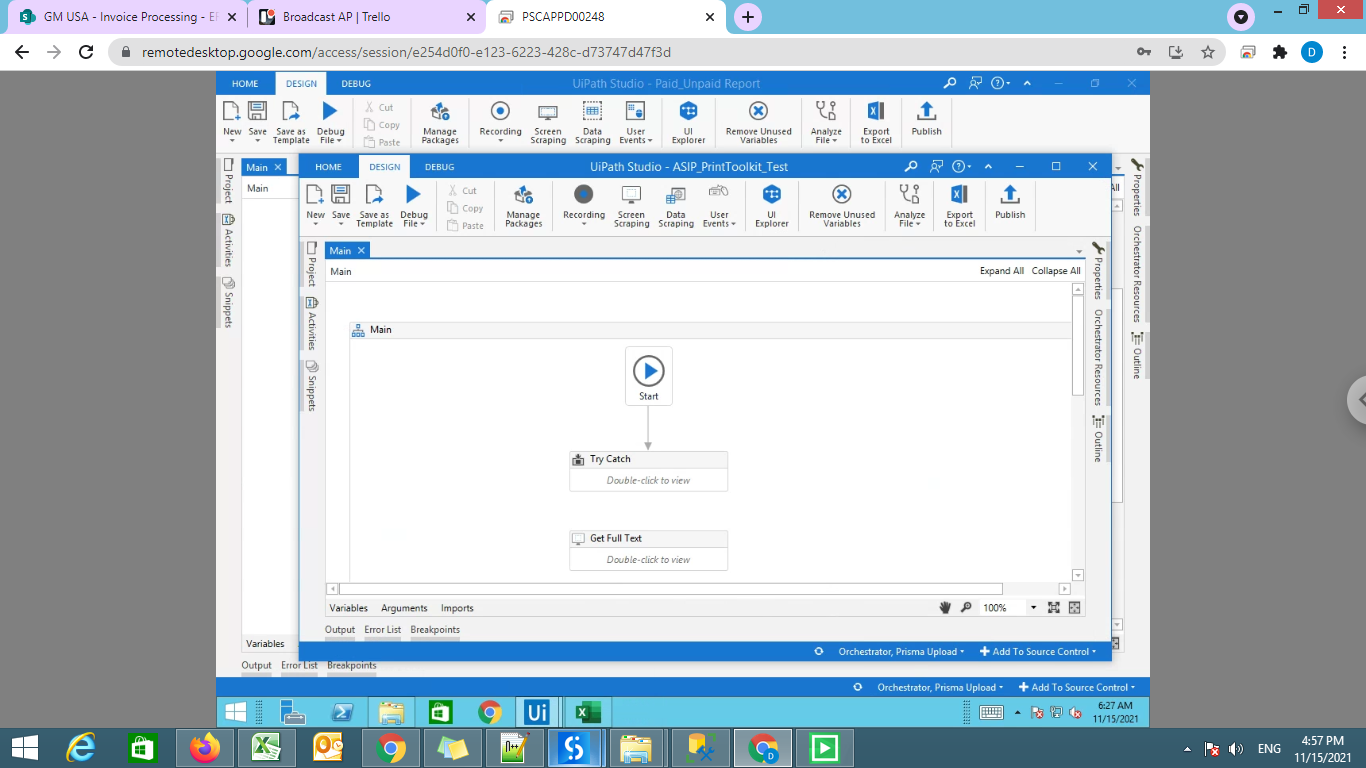 GM USA - Invoice Processing - EF
Broadcast AP | Trello
PSCAPPD00248
remotedesktop.google.com/access/session/e254d0f0-e123-6223-428c-d73747d47f3d
HOME DESIGN DEBUG
UiPath Studio - Paid_Unpaid Report
New Save Save as Template Debug File
Cut
Copy
Paste
Manage Packages Recording Screen Scraping Data Scraping User Events UI Explorer Remove Unused Variables Analyze File Export to Excel Publish
Main
Main
Project
Activities
Snippets
All
Properties
Orchestrator Resources
Outline
HOME DESIGN DEBUG
UiPath Studio - ASIP_PrintToolkit_Test
New Save Save as Template Debug File
Cut
Copy
Paste
Manage Packages Recording Screen Scraping Data Scraping User Events UI Explorer Remove Unused Variables Analyze File Export to Excel Publish
Project
Activities
Snippets
Main
Main
Expand All Collapse All
Main
Start
Try Catch
Double-click to view
Get Full Text
Double-click to view
Properties
Orchestrator Resources
Outline
Variables Arguments Imports
100%
Output Error List Breakpoints
Orchestrator, Prisma Upload
Add To Source Control
Variables
Output Error List Breakpoints
Orchestrator, Prisma Upload
Add To Source Control
6:27 AM
11/15/2021
ENG
4:57 PM
11/15/2021